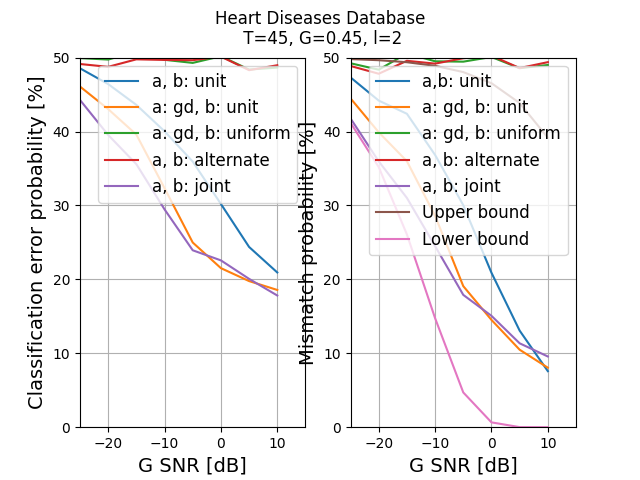 Heart Diseases Database
T=45, G=0.45, l=2
Classification error probability [%]
50
40
30
20
10
0
−20
−10
0
10
G SNR [dB]
a, b: unit
a: gd, b: unit
a: gd, b: uniform
a, b: alternate
a, b: joint
Mismatch probability [%]
50
40
30
20
10
0
−20
−10
0
10
G SNR [dB]
a,b: unit
a: gd, b: unit
a: gd, b: uniform
a, b: alternate
a, b: joint
Upper bound
Lower bound